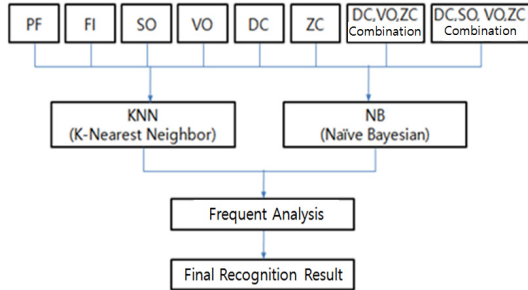 PF FI SO VO DC ZC DC,VO,ZC DC,SO, VO,ZC
Combination Combination
KNN NB
(K-Nearest Neighbor) (Naïve Bayesian)
Frequent Analysis
Final Recognition Result